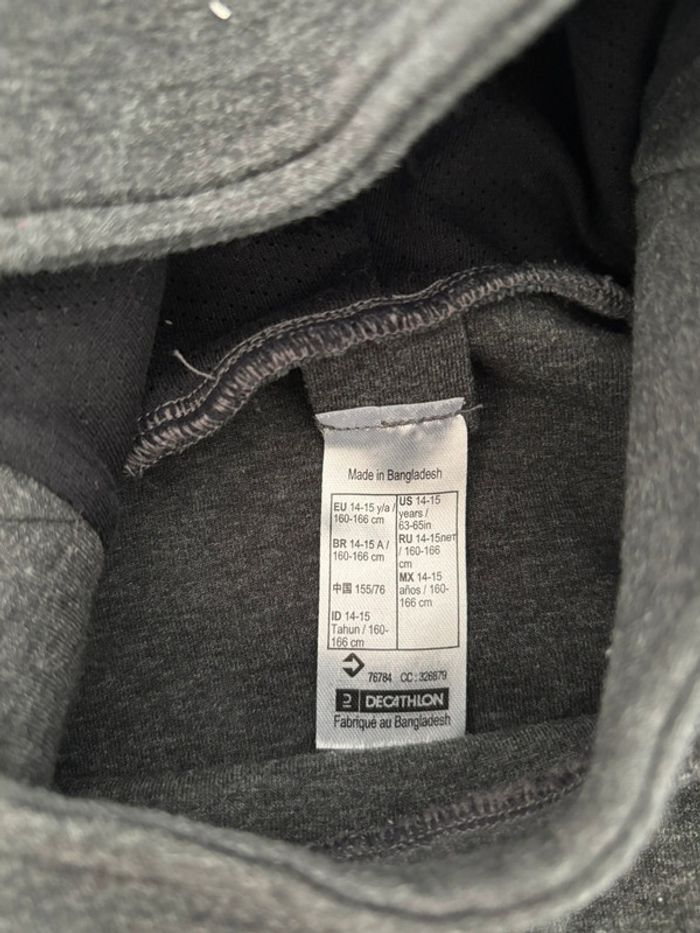 Made in Bangladesh
EU 14-15 y/a /
160-166 cm
BR 14-15 A /
160-166 cm
中国 155/76
ID 14-15
Tahun / 160-
166 cm
US 14-15
years /
63-65in
RU 14-15лет
/ 160-166
cm
MX 14-15
años / 160-
166 cm
76784 CC : 326879
DECATHLON
Fabriqué au Bangladesh